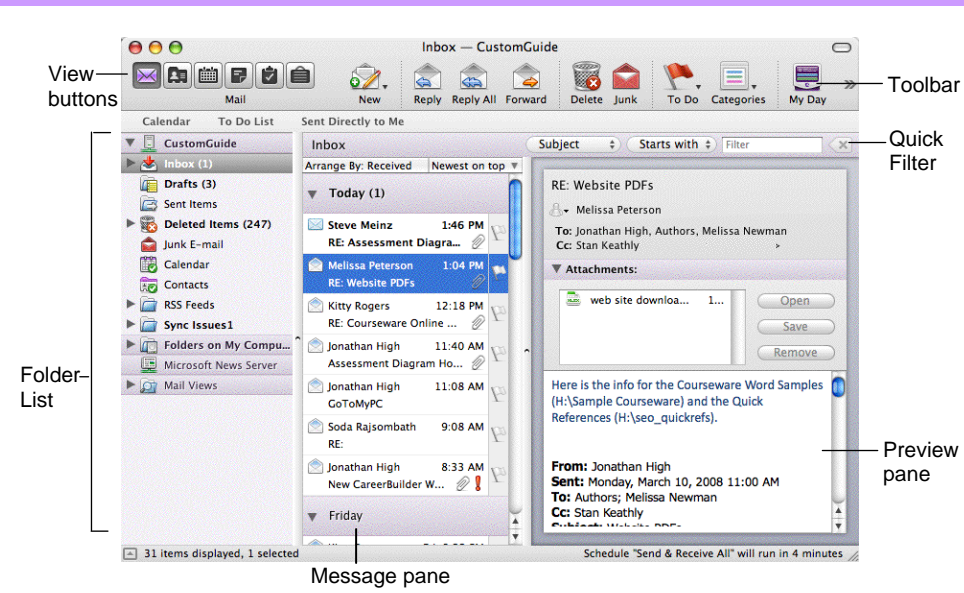 Inbox — CustomGuide
View buttons
Mail
New
Reply
Reply All
Forward
Delete
Junk
To Do
Categories
My Day
»
Toolbar
Calendar
To Do List
Sent Directly to Me
Folder List
CustomGuide
Inbox (1)
Drafts (3)
Sent Items
Deleted Items (247)
Junk E-mail
Calendar
Contacts
RSS Feeds
Sync Issues1
Folders on My Compu...
Microsoft News Server
Mail Views
Inbox
Subject
Starts with
Filter
Quick Filter
Arrange By: Received
Newest on top
Today (1)
Steve Meinz 1:46 PM
RE: Assessment Diagra...
Melissa Peterson 1:04 PM
RE: Website PDFs
Kitty Rogers 12:18 PM
RE: Courseware Online ...
Jonathan High 11:40 AM
Assessment Diagram Ho...
Jonathan High 11:08 AM
GoToMyPC
Soda Rajsombath 9:08 AM
RE:
Jonathan High 8:33 AM
New CareerBuilder W...
Friday
Message pane
RE: Website PDFs
Melissa Peterson
To: Jonathan High, Authors, Melissa Newman
Cc: Stan Keathly
Attachments:
web site downloa... 1...
Open
Save
Remove
Here is the info for the Courseware Word Samples
(H:\Sample Courseware) and the Quick
References (H:\seo_quickrefs).
From: Jonathan High
Sent: Monday, March 10, 2008 11:00 AM
To: Authors; Melissa Newman
Cc: Stan Keathly
Subject: Website PDFs
Preview pane
31 items displayed, 1 selected
Schedule "Send & Receive All" will run in 4 minutes